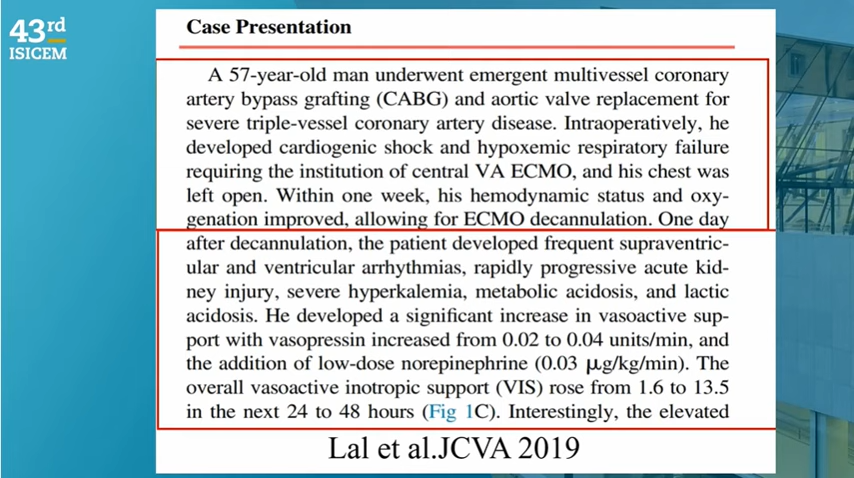 43rd
ISICEM
Case Presentation
A 57-year-old man underwent emergent multivessel coronary
artery bypass grafting (CABG) and aortic valve replacement for
severe triple-vessel coronary artery disease. Intraoperatively, he
developed cardiogenic shock and hypoxemic respiratory failure
requiring the institution of central VA ECMO, and his chest was
left open. Within one week, his hemodynamic status and oxy-
genation improved, allowing for ECMO decannulation. One day
after decannulation, the patient developed frequent supraventric-
ular and ventricular arrhythmias, rapidly progressive acute kid-
ney injury, severe hyperkalemia, metabolic acidosis, and lactic
acidosis. He developed a significant increase in vasoactive sup-
port with vasopressin increased from 0.02 to 0.04 units/min, and
the addition of low-dose norepinephrine (0.03 μg/kg/min). The
overall vasoactive inotropic support (VIS) rose from 1.6 to 13.5
in the next 24 to 48 hours (Fig 1C). Interestingly, the elevated
Lal et al.JCVA 2019